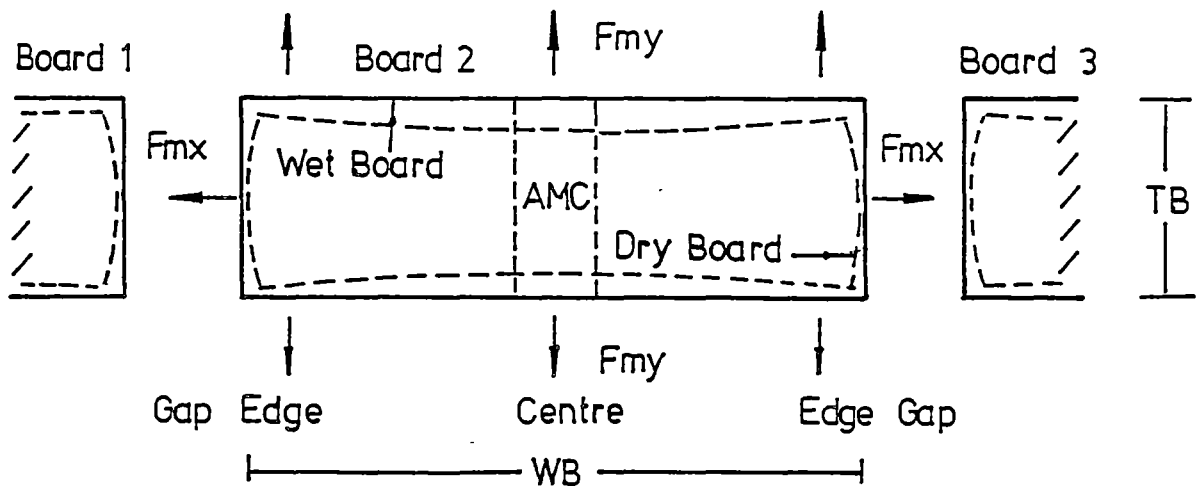 Fmy
Board 1
Board 2
Board 3
Fmx
Wet Board
Fmx
AMC
TB
Dry Board
Fmy
Gap Edge
Centre
Edge Gap
WB